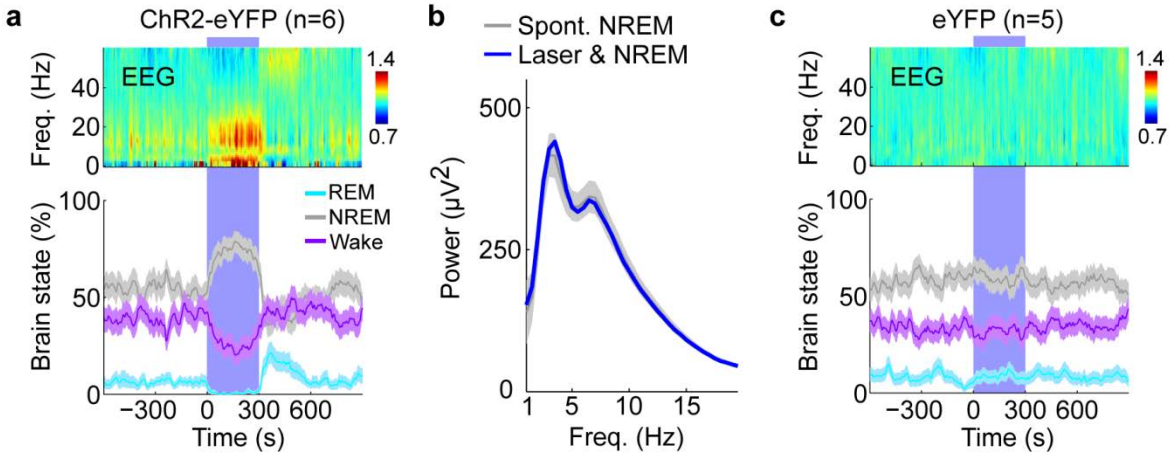 a
ChR2-eYFP (n=6)
Freq. (Hz)
40
20
0
EEG
1.4
0.7
Brain state (%)
100
50
0
REM
NREM
Wake
−300
0
300
600
Time (s)
b
Spont. NREM
Laser & NREM
Power (µV²)
500
250
0
1
5
10
15
Freq. (Hz)
c
eYFP (n=5)
Freq. (Hz)
40
20
0
EEG
1.4
0.7
Brain state (%)
100
50
0
−300
0
300
600
Time (s)